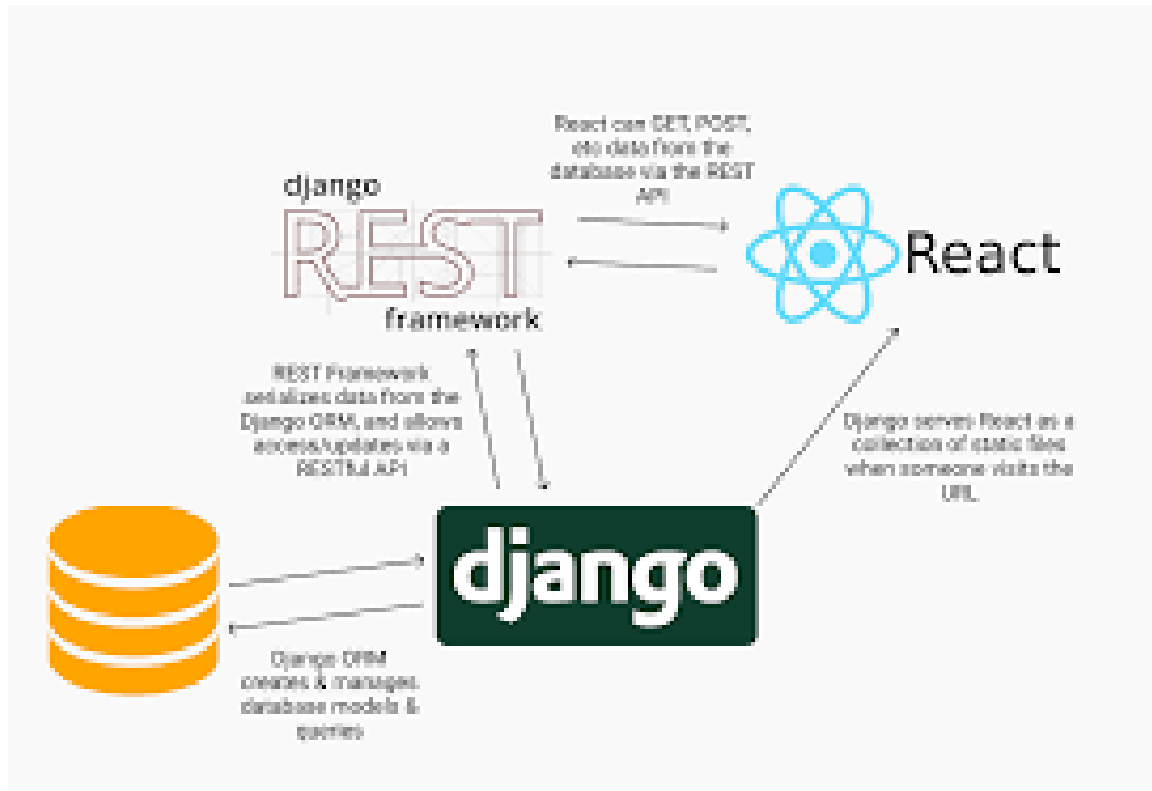 React can GET, POST,
etc data from the
database via the REST
API
django
REST
framework
React
REST Framework
serializes data from the
Django ORM, and allows
access/updates via a
RESTful API
Django serves React as a
collection of static files
when someone visits the
URL
django
Django ORM
creates & manages
database models &
queries